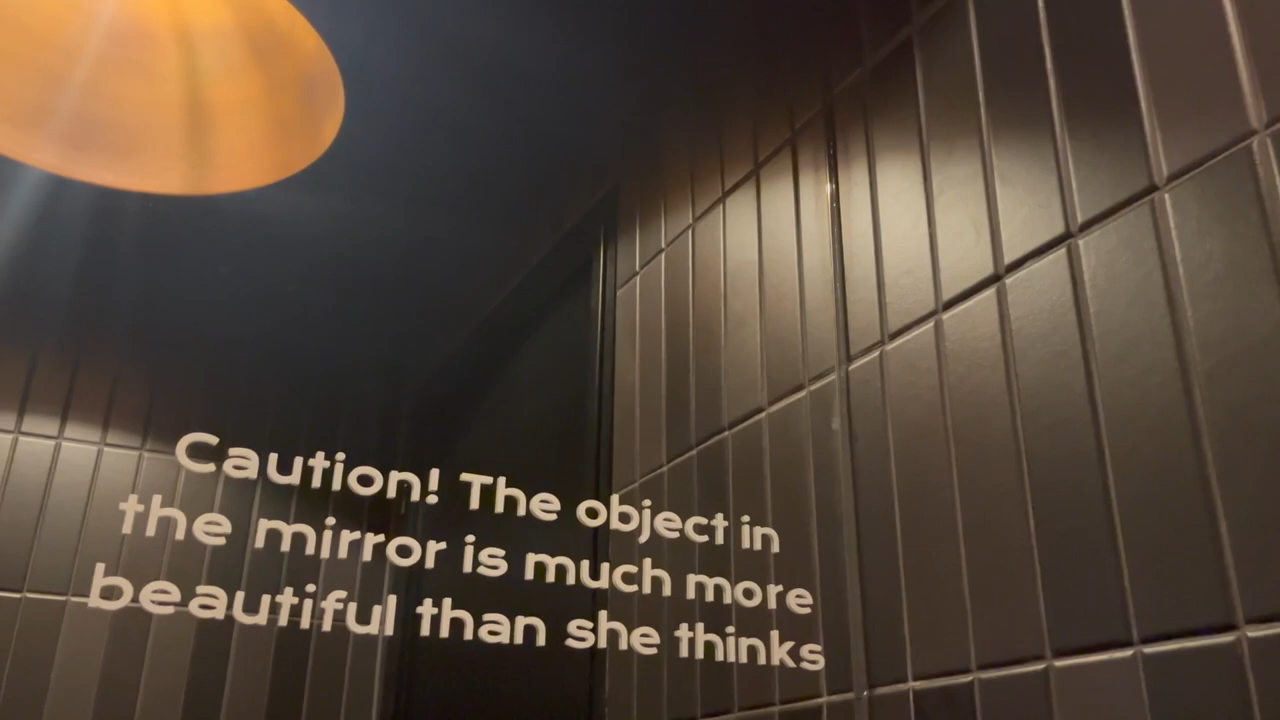 Caution! The object in
the mirror is much more
beautiful than she thinks